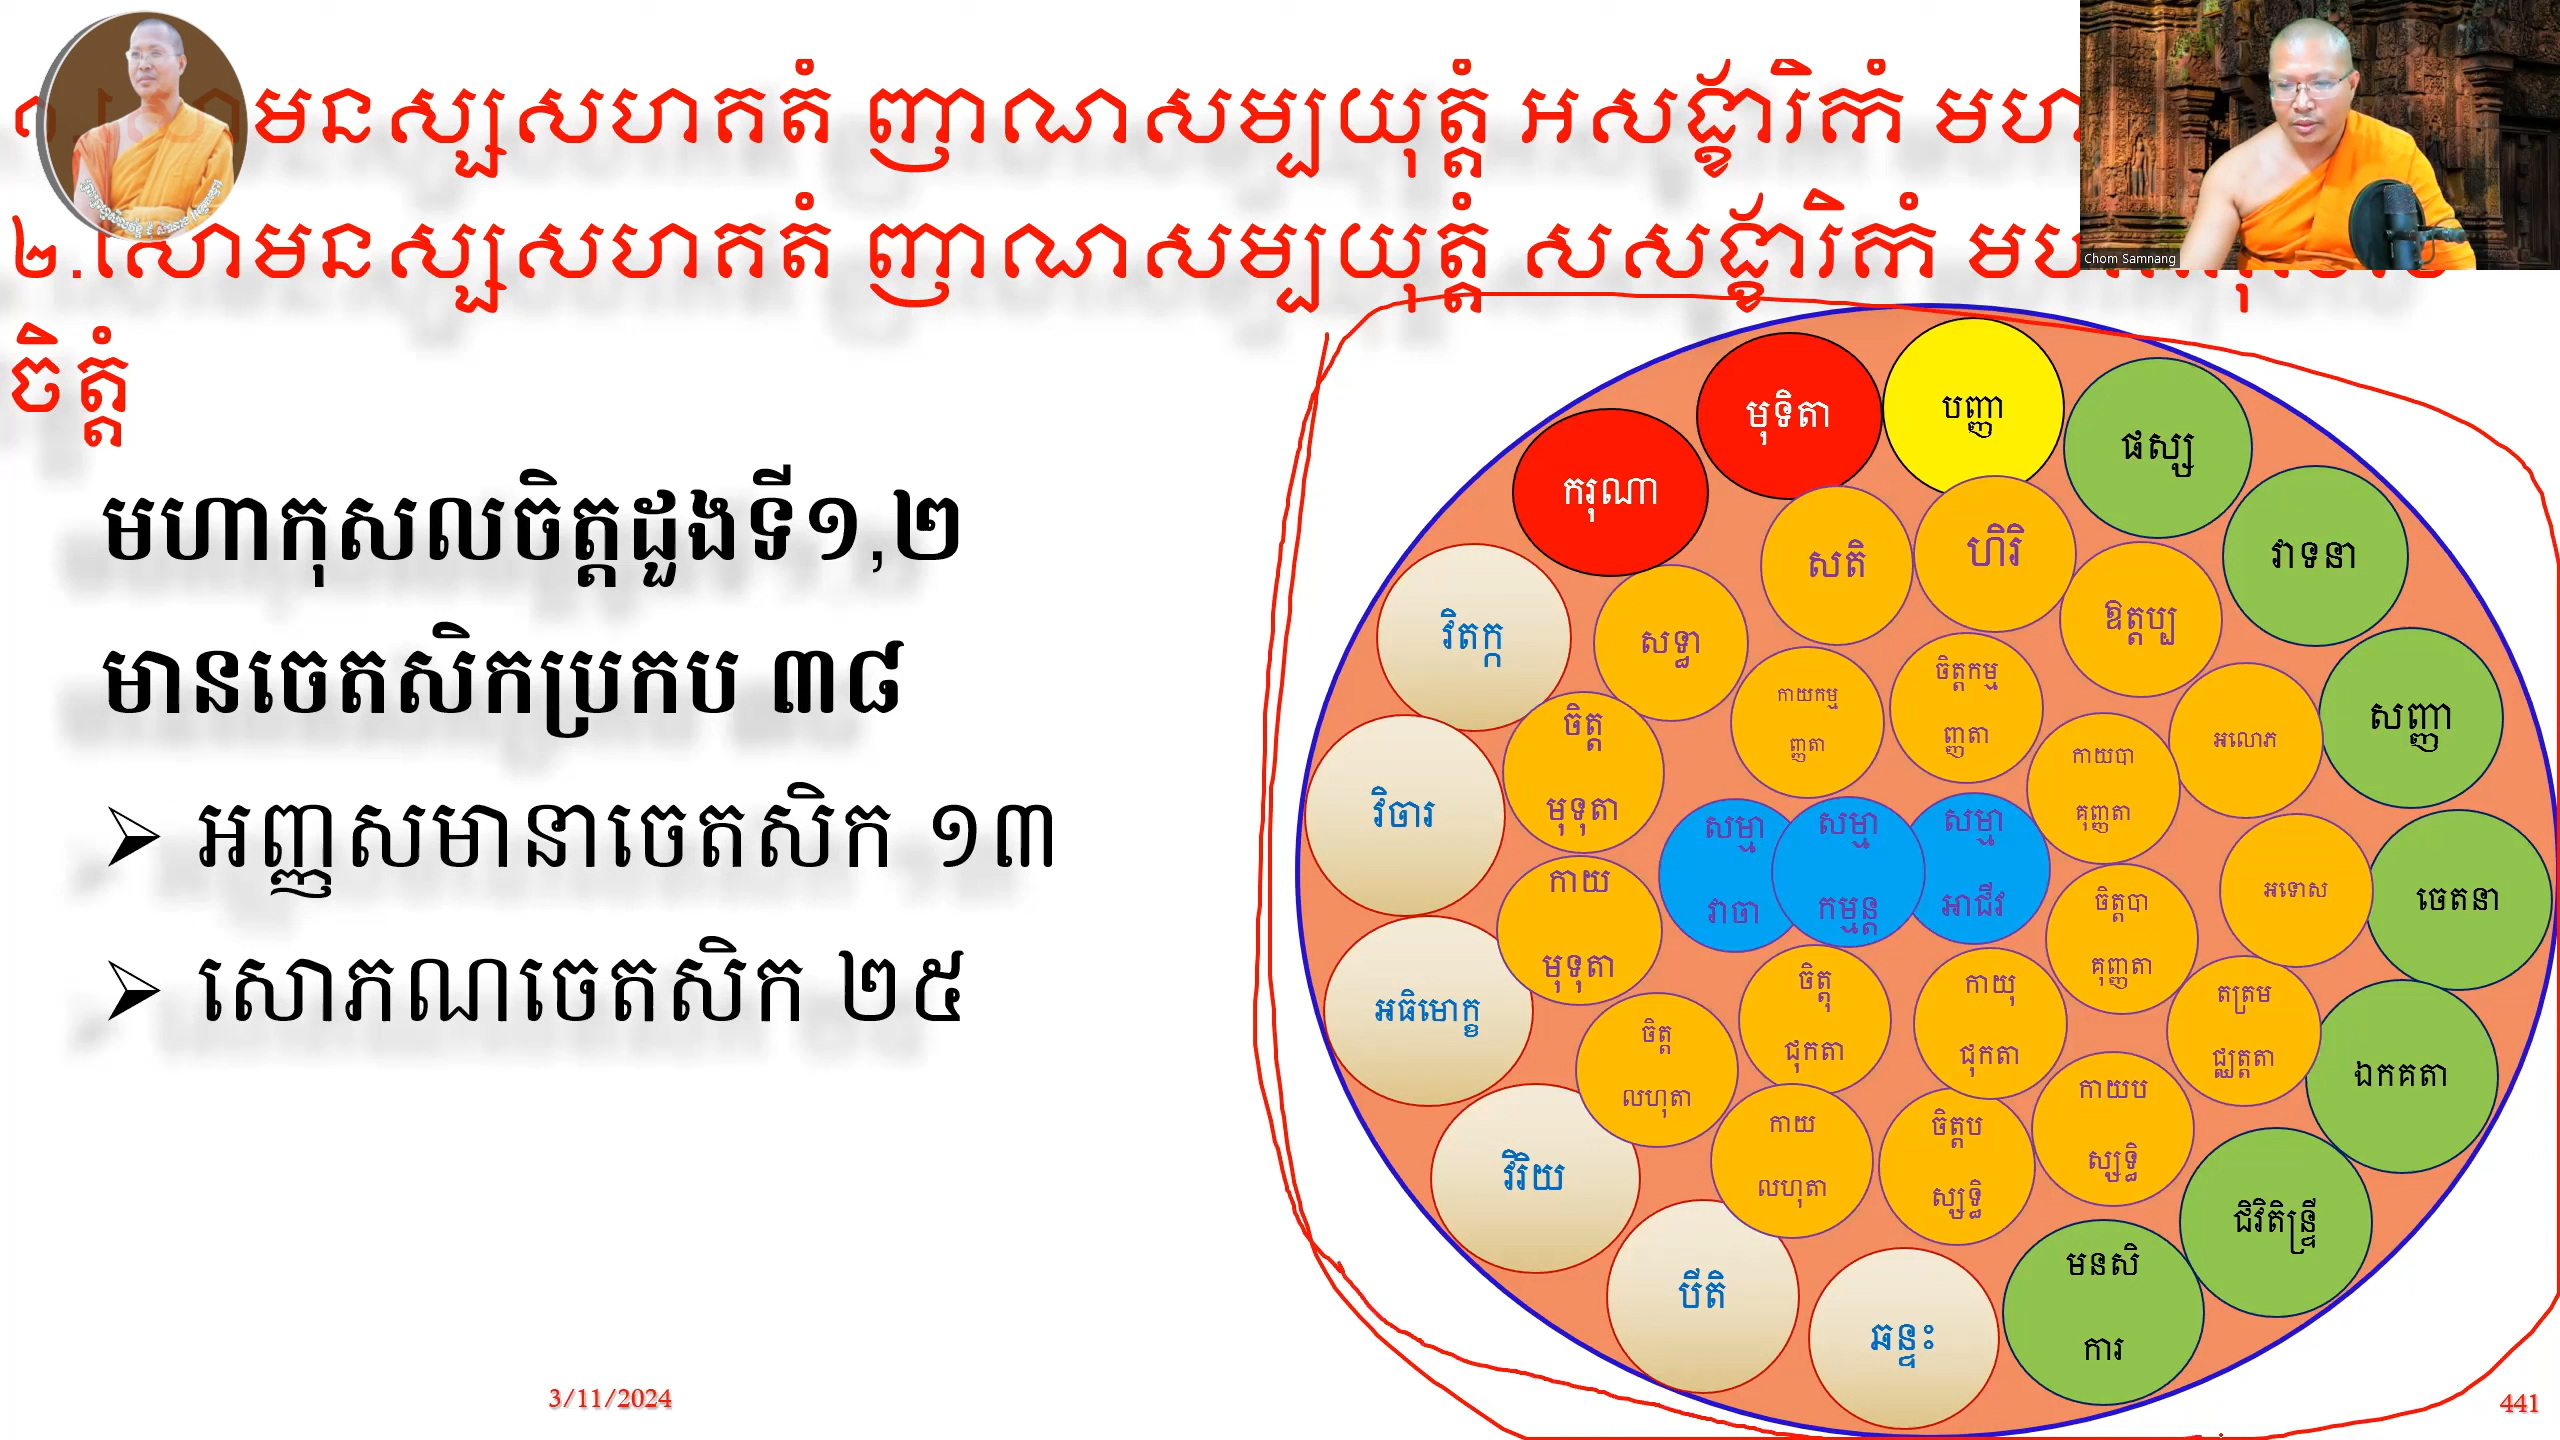 ១.សោមនស្សសហគតំ ញាណសម្បយុត្តំ អសង្ខារិកំ មហា
២.សោមនស្សសហគតំ ញាណសម្បយុត្តំ សសង្ខារិកំ
ចិត្តំ
Chom Samnang
មហាកុសលចិត្តដួងទី១,២
មានចេតសិកប្រកប ៣៨
➢ អញ្ញសមានាចេតសិក ១៣
➢ សោភណចេតសិក ២៥
មុទិតា
បញ្ញា
ផស្ស
ករុណា
វេទនា
សតិ
ហិរិ
ឱត្តប្ប
វិតក្ក
សទ្ធា
សញ្ញា
កាយកម្ម
ញ្ញតា
ចិត្តកម្ម
ញ្ញតា
អលោភ
ចិត្ត
មុទុតា
កាយបា
គុញ្ញតា
វិចារ
សម្មា
វាចា
សម្មា
កម្មន្ត
សម្មា
អាជីវ
អទោស
ចេតនា
កាយ
មុទុតា
ចិត្តបា
គុញ្ញតា
អធិមោក្ខ
ចិត្តុ
ជុកតា
កាយុ
ជុកតា
តត្រម
ជ្ឈត្តតា
ឯកគតា
ចិត្ត
លហុតា
កាយប
ស្សទ្ធិ
វិរិយ
កាយ
លហុតា
ចិត្តប
ស្សទ្ធិ
ជិវិតិន្ទ្រី
បីតិ
ឆន្ទះ
មនសិ
ការ
3/11/2024
441